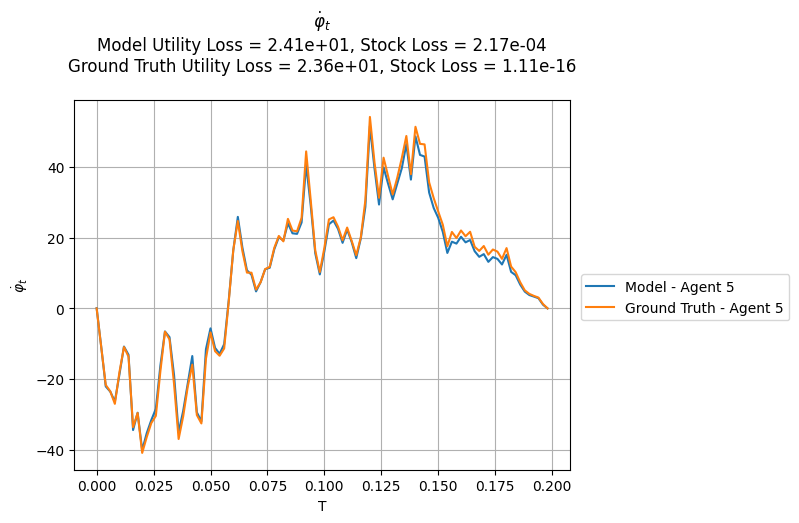 φ̇ₜ
Model Utility Loss = 2.41e+01, Stock Loss = 2.17e-04
Ground Truth Utility Loss = 2.36e+01, Stock Loss = 1.11e-16
φ̇ₜ
40
20
0
−20
−40
0.000 0.025 0.050 0.075 0.100 0.125 0.150 0.175 0.200
T
Model - Agent 5
Ground Truth - Agent 5